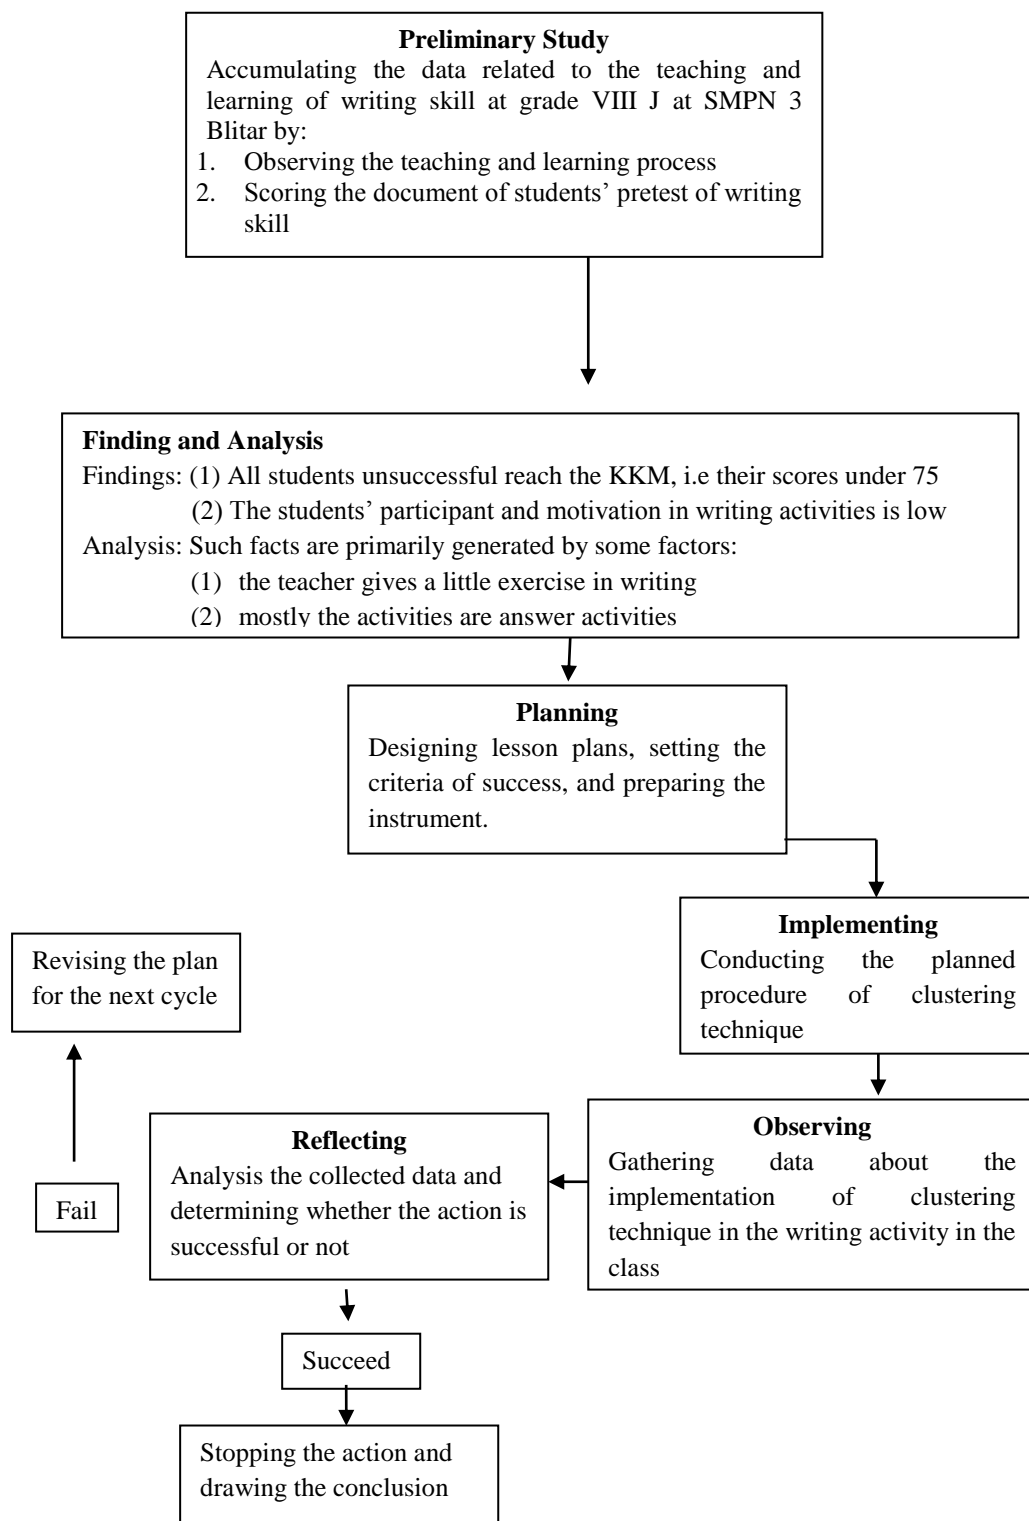 Preliminary Study
Accumulating the data related to the teaching and
learning of writing skill at grade VIII J at SMPN 3
Blitar by:
1. Observing the teaching and learning process
2. Scoring the document of students’ pretest of writing
skill
Finding and Analysis
Findings: (1) All students unsuccessful reach the KKM, i.e their scores under 75
(2) The students’ participant and motivation in writing activities is low
Analysis: Such facts are primarily generated by some factors:
(1) the teacher gives a little exercise in writing
(2) mostly the activities are answer activities
Planning
Designing lesson plans, setting the
criteria of success, and preparing the
instrument.
Implementing
Conducting the planned
procedure of clustering
technique
Revising the plan
for the next cycle
Observing
Gathering data about the
implementation of clustering
technique in the writing activity in the
class
Reflecting
Analysis the collected data and
determining whether the action is
successful or not
Fail
Succeed
Stopping the action and
drawing the conclusion